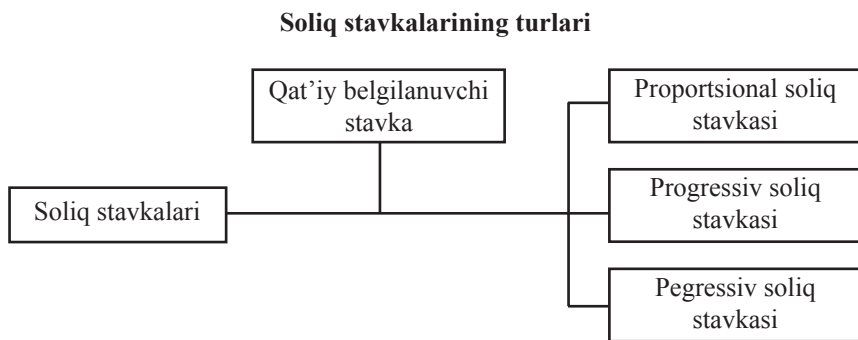 Soliq stavkalarining turlari
Qat’iy belgilanuvchi
stavka
Proportsional soliq
stavkasi
Soliq stavkalari
Progressiv soliq
stavkasi
Pegressiv soliq
stavkasi